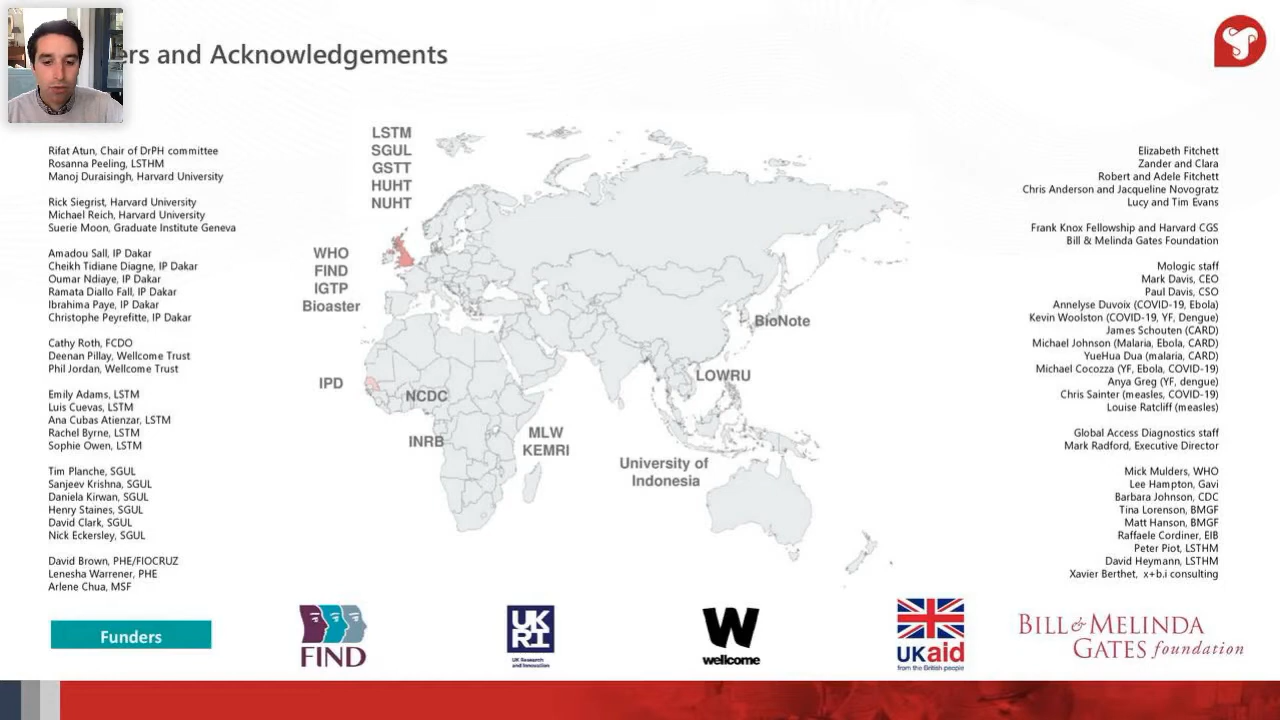 ers and Acknowledgements
Rifat Atun, Chair of DrPH committee
Rosanna Peeling, LSTHM
Manoj Duraisingh, Harvard University
Rick Siegrist, Harvard University
Michael Reich, Harvard University
Suerie Moon, Graduate Institute Geneva
Amadou Sall, IP Dakar
Cheikh Tidiane Diagne, IP Dakar
Oumar Ndiaye, IP Dakar
Ramata Diallo Fall, IP Dakar
Ibrahima Paye, IP Dakar
Christophe Peyrefitte, IP Dakar
Cathy Roth, FCDO
Deenan Pillay, Wellcome Trust
Phil Jordan, Wellcome Trust
Emily Adams, LSTM
Luis Cuevas, LSTM
Ana Cubas Atienzar, LSTM
Rachel Byrne, LSTM
Sophie Owen, LSTM
Tim Planche, SGUL
Sanjeev Krishna, SGUL
Daniela Kirwan, SGUL
Henry Staines, SGUL
David Clark, SGUL
Nick Eckersley, SGUL
David Brown, PHE/FIOCRUZ
Lenesha Warrener, PHE
Arlene Chua, MSF
LSTM
SGUL
GSTT
HUHT
NUHT
WHO
FIND
IGTP
Bioaster
IPD
NCDC
INRB
MLW
KEMRI
BioNote
LOWRU
University of
Indonesia
Elizabeth Fitchett
Zander and Clara
Robert and Adele Fitchett
Chris Anderson and Jacqueline Novogratz
Lucy and Tim Evans
Frank Knox Fellowship and Harvard CGS
Bill & Melinda Gates Foundation
Mologic staff
Mark Davis, CEO
Paul Davis, CSO
Annelyse Duvoix (COVID-19, Ebola)
Kevin Woolston (COVID-19, YF, Dengue)
James Schouten (CARD)
Michael Johnson (Malaria, Ebola, CARD)
YueHua Dua (malaria, CARD)
Michael Cocozza (YF, Ebola, COVID-19)
Anya Greg (YF, dengue)
Chris Sainter (measles, COVID-19)
Louise Ratcliff (measles)
Global Access Diagnostics staff
Mark Radford, Executive Director
Mick Mulders, WHO
Lee Hampton, Gavi
Barbara Johnson, CDC
Tina Lorenson, BMGF
Matt Hanson, BMGF
Raffaele Cordiner, EIB
Peter Piot, LSTHM
David Heymann, LSTHM
Xavier Berthet, x+b.i consulting
Funders
FIND
UK
RI
UK Research
and Innovation
W
wellcome
UKaid
from the British people
BILL & MELINDA
GATES foundation